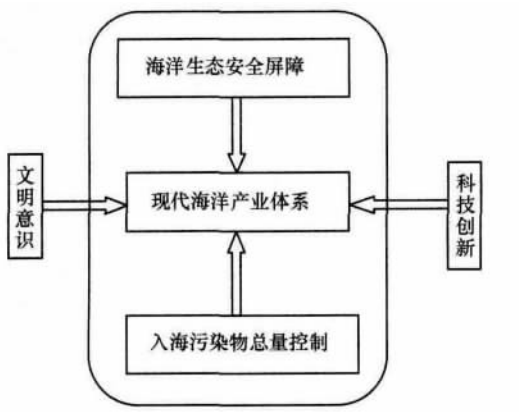 海洋生态安全屏障
文明意识
现代海洋产业体系
科技创新
入海污染物总量控制